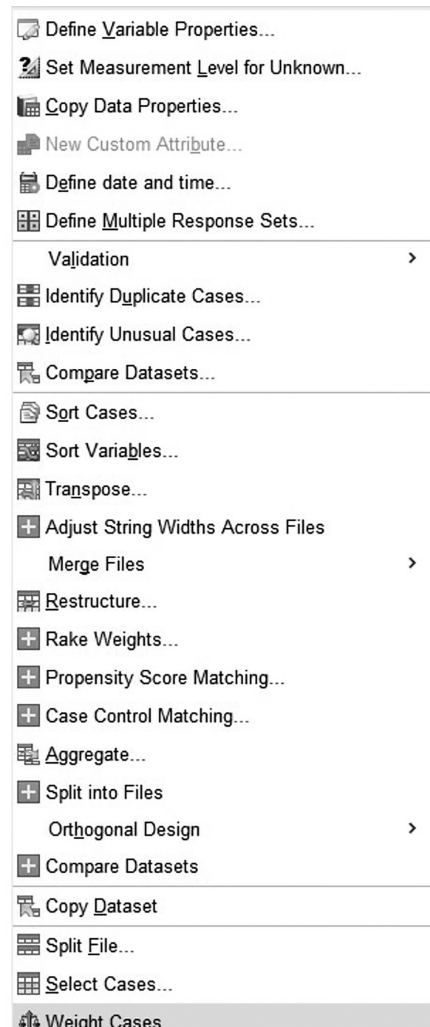 Define Variable Properties...
Set Measurement Level for Unknown...
Copy Data Properties...
New Custom Attribute...
Define date and time...
Define Multiple Response Sets...
Validation
Identify Duplicate Cases...
Identify Unusual Cases...
Compare Datasets...
Sort Cases...
Sort Variables...
Transpose...
Adjust String Widths Across Files
Merge Files
Restructure...
Rake Weights...
Propensity Score Matching...
Case Control Matching...
Aggregate...
Split into Files
Orthogonal Design
Compare Datasets
Copy Dataset
Split File...
Select Cases...
Weight Cases